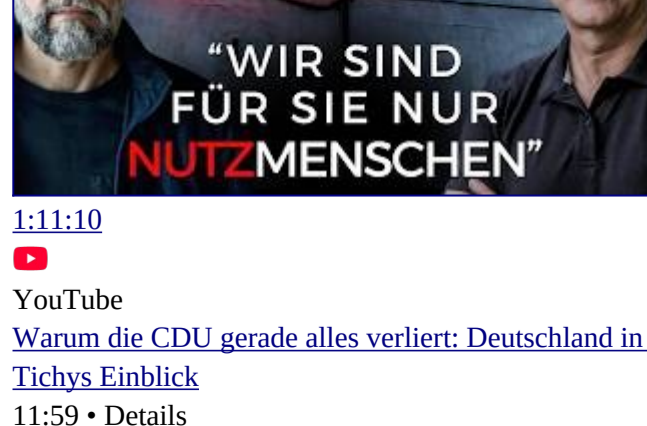 “WIR SIND
FÜR SIE NUR
NUTZMENSCHEN”
1:11:10
YouTube
Warum die CDU gerade alles verliert: Deutschland in
Tichys Einblick
11:59 • Details